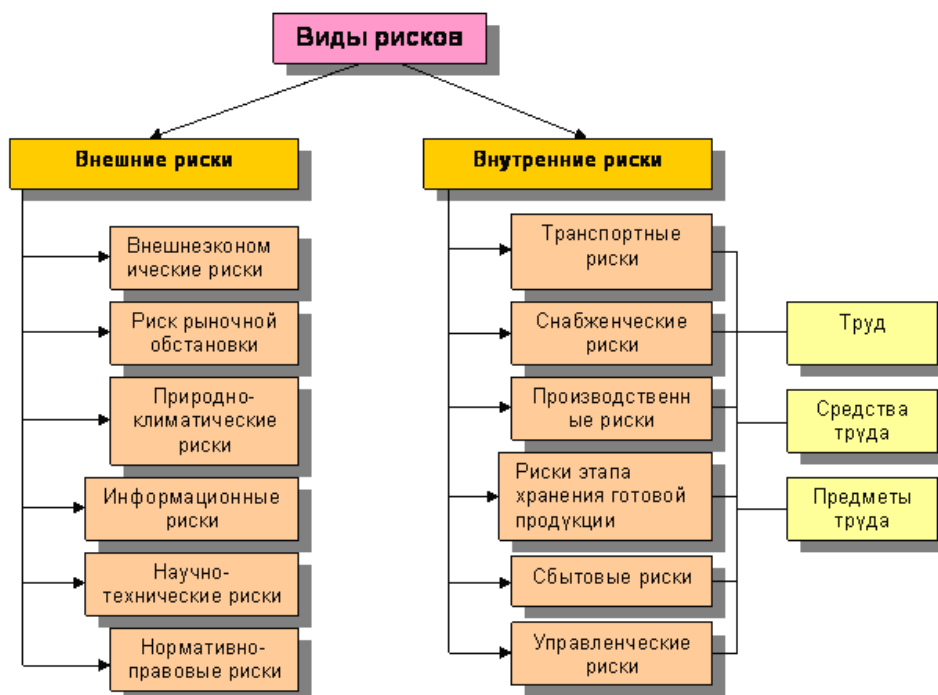 Виды рисков
Внешние риски
Внешнеэконом
ические риски
Риск рыночной
обстановки
Природно-
климатические
риски
Информационные
риски
Научно-
технические риски
Нормативно-
правовые риски
Внутренние риски
Транспортные
риски
Снабженческие
риски
Производственн
ые риски
Риски этапа
хранения готовой
продукции
Сбытовые риски
Управленческие
риски
Труд
Средства
труда
Предметы
труда